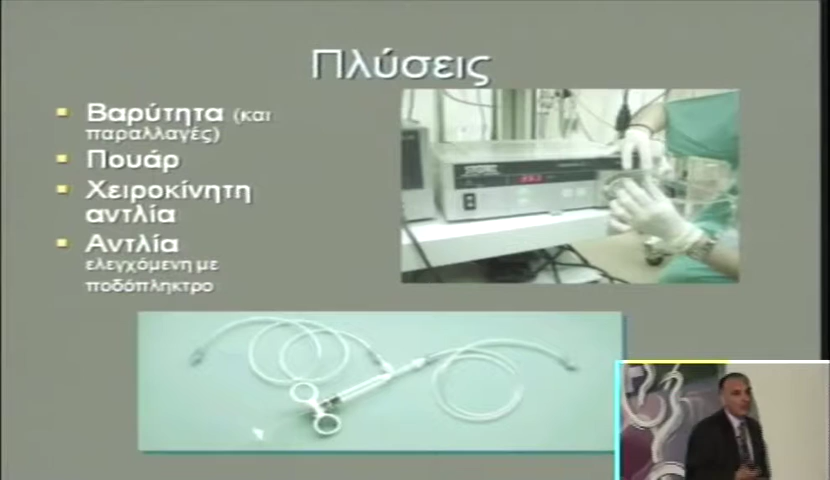 Πλύσεις
Βαρύτητα (και
παραλλαγές)
Πουάρ
Χειροκίνητη
αντλία
Αντλία
ελεγχόμενη με
ποδόπληκτρο